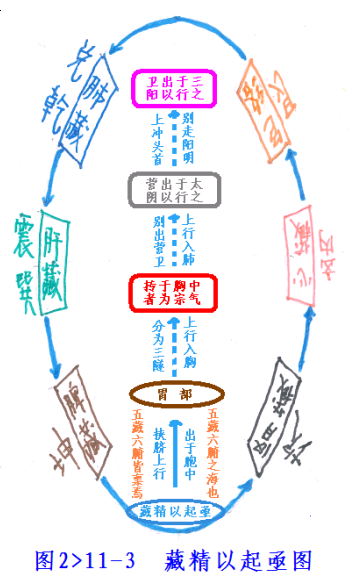 兑
乾
肺藏
震
巽
肝藏
坤
脾藏
卫出于三
阳以行之
上冲头首
别走阳明
营出于太
阴以行之
别出营卫
上行入肺
抟于胸中
者为宗气
分为三隧
上行入胸
胃部
五藏六腑皆禀焉
挟脐上行
出于胞中
五藏六腑之海也
藏精以起亟
艮
心藏
坎
图2>11-3 藏精以起亟图